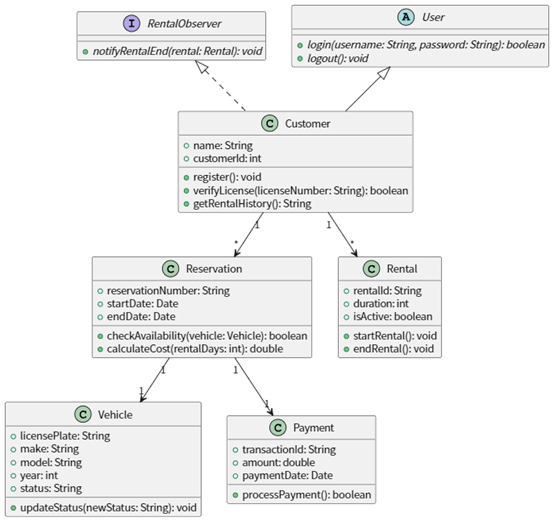 I RentalObserver
notifyRentalEnd(rental: Rental): void
A User
login(username: String, password: String): boolean
logout(): void
C Customer
name: String
customerId: int
register(): void
verifyLicense(licenseNumber: String): boolean
getRentalHistory(): String
1
1
*
*
C Reservation
reservationNumber: String
startDate: Date
endDate: Date
checkAvailability(vehicle: Vehicle): boolean
calculateCost(rentalDays: int): double
C Rental
rentalId: String
duration: int
isActive: boolean
startRental(): void
endRental(): void
1
1
1
1
C Vehicle
licensePlate: String
make: String
model: String
year: int
status: String
updateStatus(newStatus: String): void
C Payment
transactionId: String
amount: double
paymentDate: Date
processPayment(): boolean